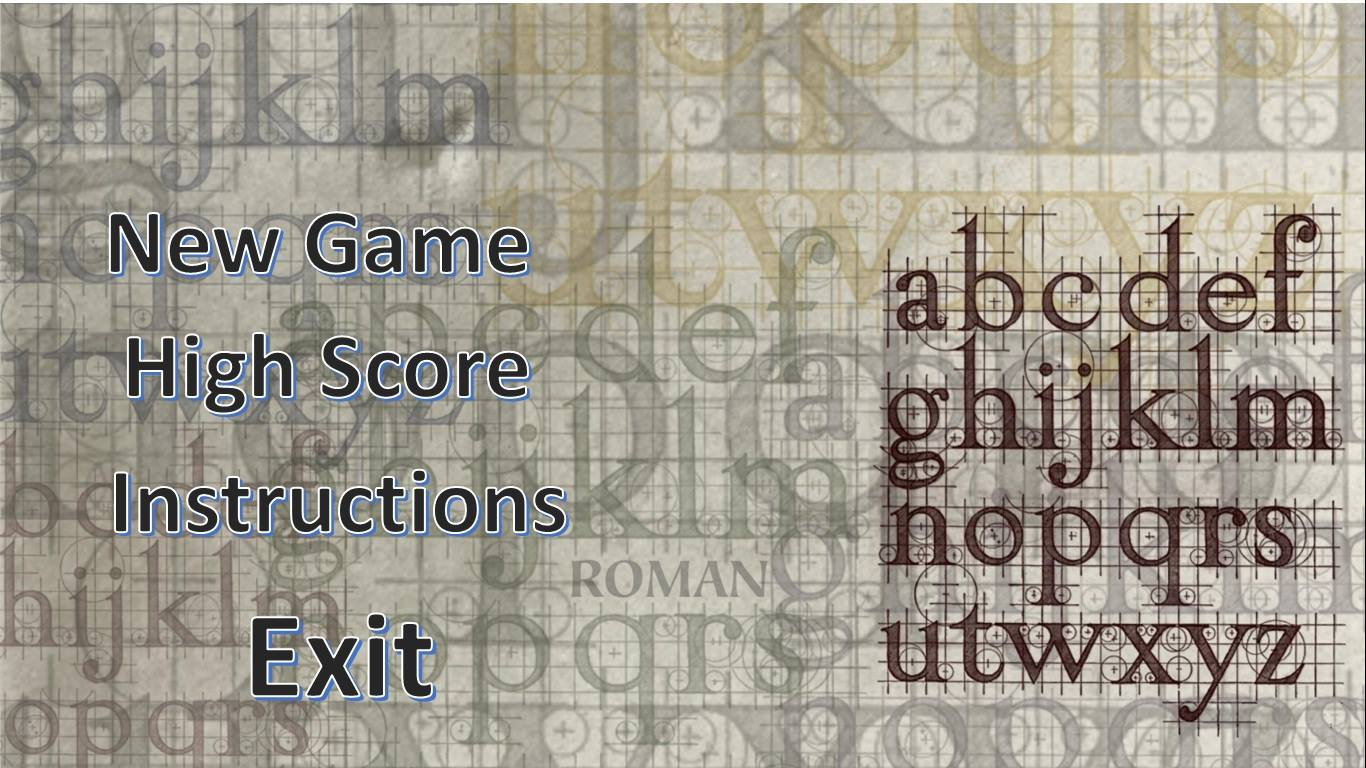 New Game
High Score
Instructions
Exit
ROMAN
abcdef
ghijklm
nopqrs
utwxyz